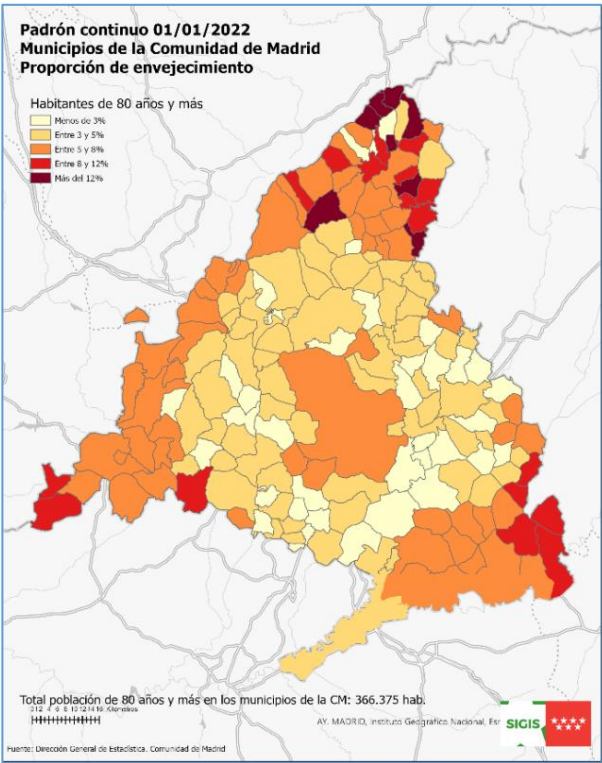 Padrón continuo 01/01/2022
Municipios de la Comunidad de Madrid
Proporción de envejecimiento
Habitantes de 80 años y más
Menos de 3%
Entre 3 y 5%
Entre 5 y 8%
Entre 8 y 12%
Más del 12%
Total población de 80 años y más en los municipios de la CM: 366.375 hab.
Kilómetros
AY. MADRID, Instituto Geográfico Nacional, Esr
SIGIS
Fuente: Dirección General de Estadística. Comunidad de Madrid